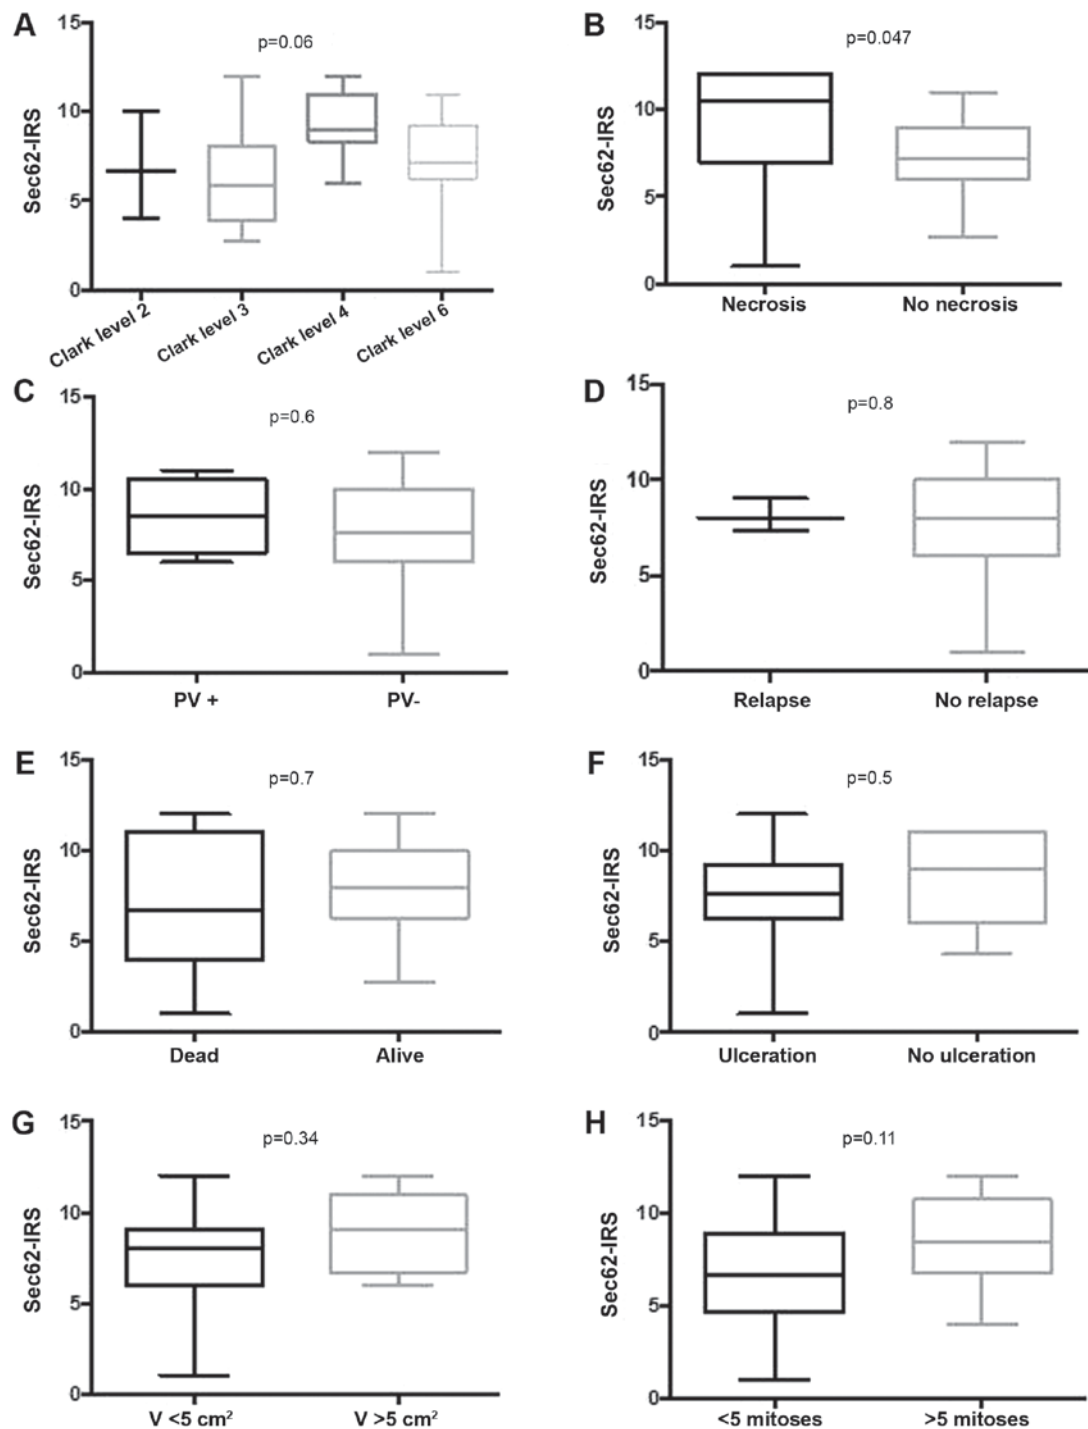 A
15
10
5
0
Sec62-IRS
p=0.06
Clark level 2
Clark level 3
Clark level 4
Clark level 6
B
15
10
5
0
Sec62-IRS
p=0.047
Necrosis
No necrosis
C
15
10
5
0
Sec62-IRS
p=0.6
PV +
PV-
D
15
10
5
0
Sec62-IRS
p=0.8
Relapse
No relapse
E
15
10
5
0
Sec62-IRS
p=0.7
Dead
Alive
F
15
10
5
0
Sec62-IRS
p=0.5
Ulceration
No ulceration
G
15
10
5
0
Sec62-IRS
p=0.34
V <5 cm²
V >5 cm²
H
15
10
5
0
Sec62-IRS
p=0.11
<5 mitoses
>5 mitoses